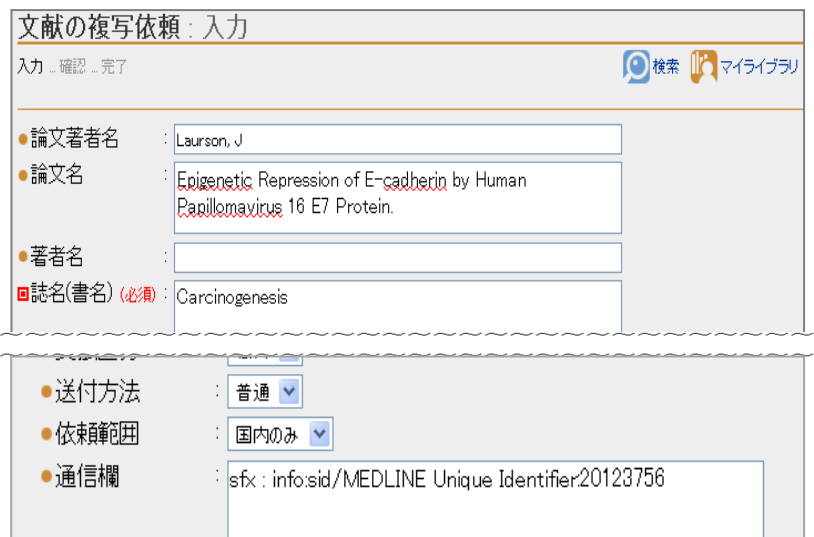 文献の複写依頼 : 入力
入力 … 確認 … 完了
検索 マイライブラリ
●論文著者名 : Laurson, J
●論文名 : Epigenetic Repression of E-cadherin by Human
Papillomavirus 16 E7 Protein.
●著者名 :
誌名(書名) (必須) : Carcinogenesis
●送付方法 : 普通
●依頼範囲 : 国内のみ
●通信欄 : sfx : info:sid/MEDLINE Unique Identifier:20123756